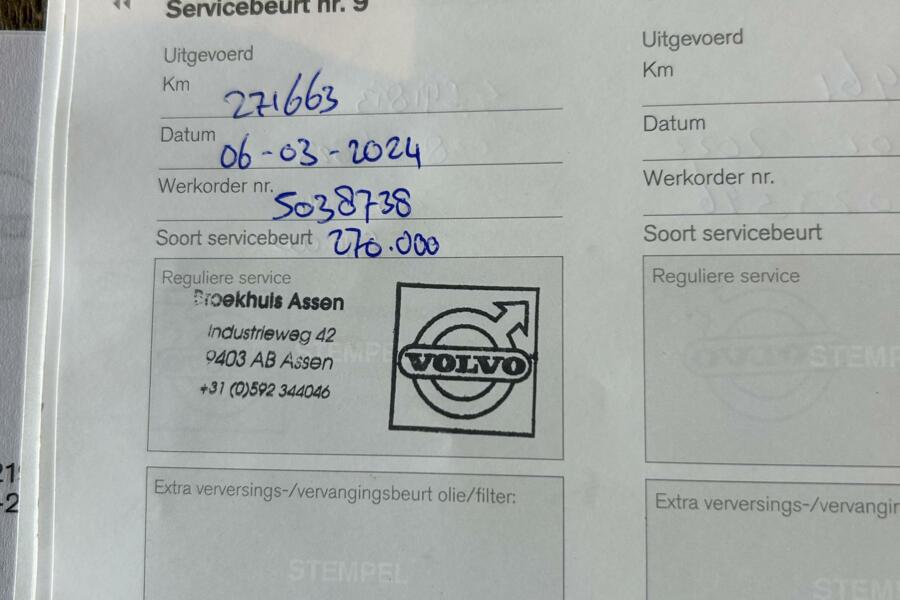 Servicebeurt nr. 9
Uitgevoerd
Km 271663
Datum 06-03-2024
Werkorder nr. 5038738
Soort servicebeurt 270.000
Reguliere service
Broekhuis Assen
Industrieweg 42
9403 AB Assen
+31 (0)592 344046
VOLVO
STEMPEL
Extra verversings-/vervangingsbeurt olie/filter:
STEMPEL
Uitgevoerd
Km
Datum
Werkorder nr.
Soort servicebeurt
Reguliere service
STEMP
Extra verversings-/vervangin
STEMP